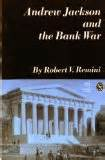 Andrew Jackson
and the Bank War
By Robert V. Remini